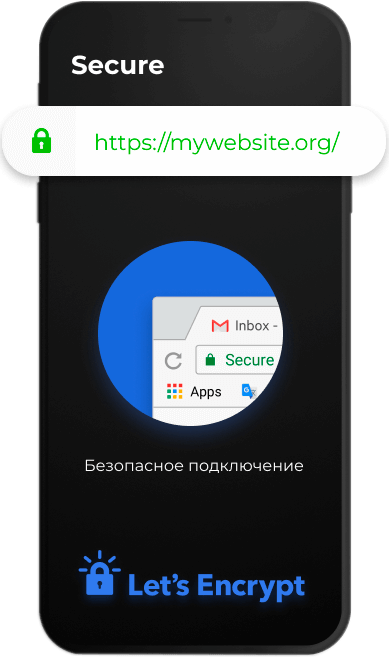 Secure
https://mywebsite.org/
Inbox -
Secure
Apps
Безопасное подключение
Let's Encrypt